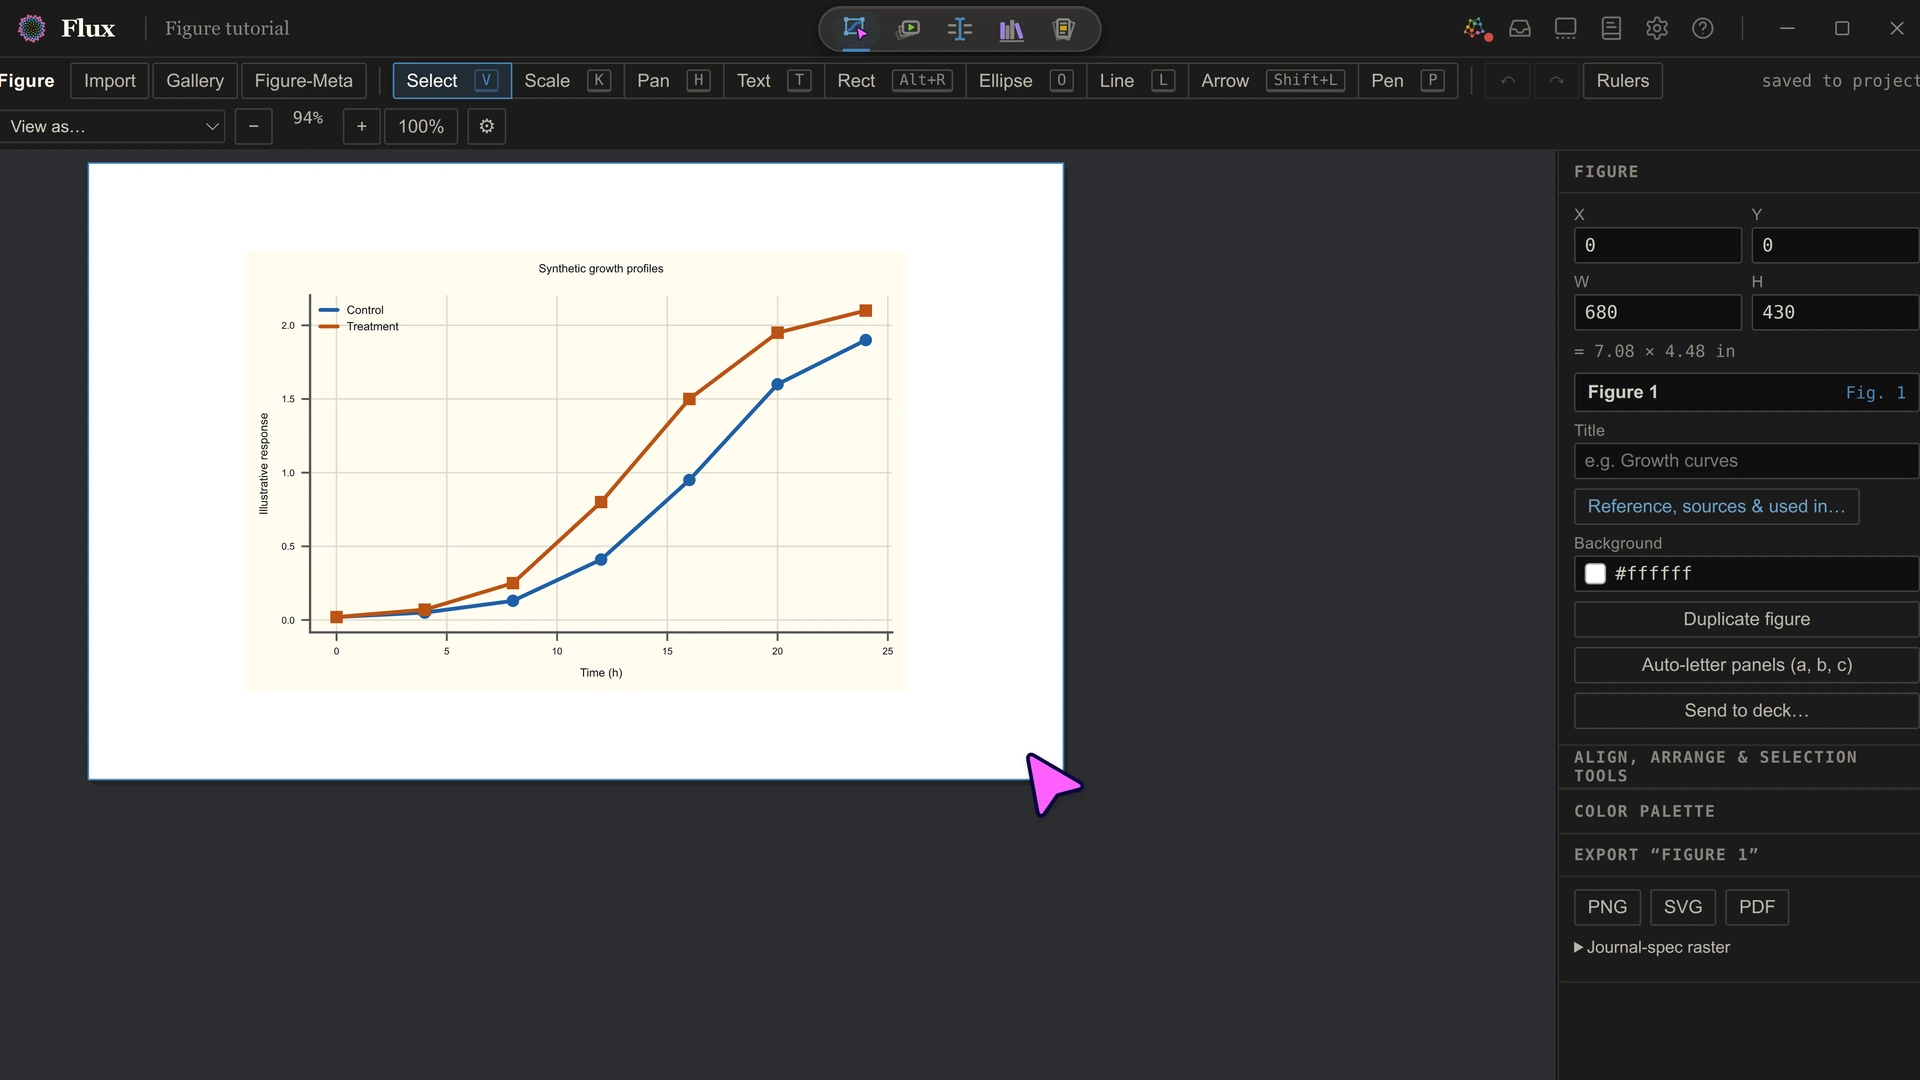 Flux
Figure tutorial
Figure
Import
Gallery
Figure-Meta
Select V
Scale K
Pan H
Text T
Rect Alt+R
Ellipse O
Line L
Arrow Shift+L
Pen P
Rulers
saved to project
View as…
−
94%
+
100%
Synthetic growth profiles
Control
Treatment
Illustrative response
2.0
1.5
1.0
0.5
0.0
0
5
10
15
20
25
Time (h)
FIGURE
X
Y
0
0
W
H
680
430
= 7.08 × 4.48 in
Figure 1
Fig. 1
Title
e.g. Growth curves
Reference, sources & used in…
Background
#ffffff
Duplicate figure
Auto-letter panels (a, b, c)
Send to deck…
ALIGN, ARRANGE & SELECTION
TOOLS
COLOR PALETTE
EXPORT “FIGURE 1”
PNG
SVG
PDF
Journal-spec raster